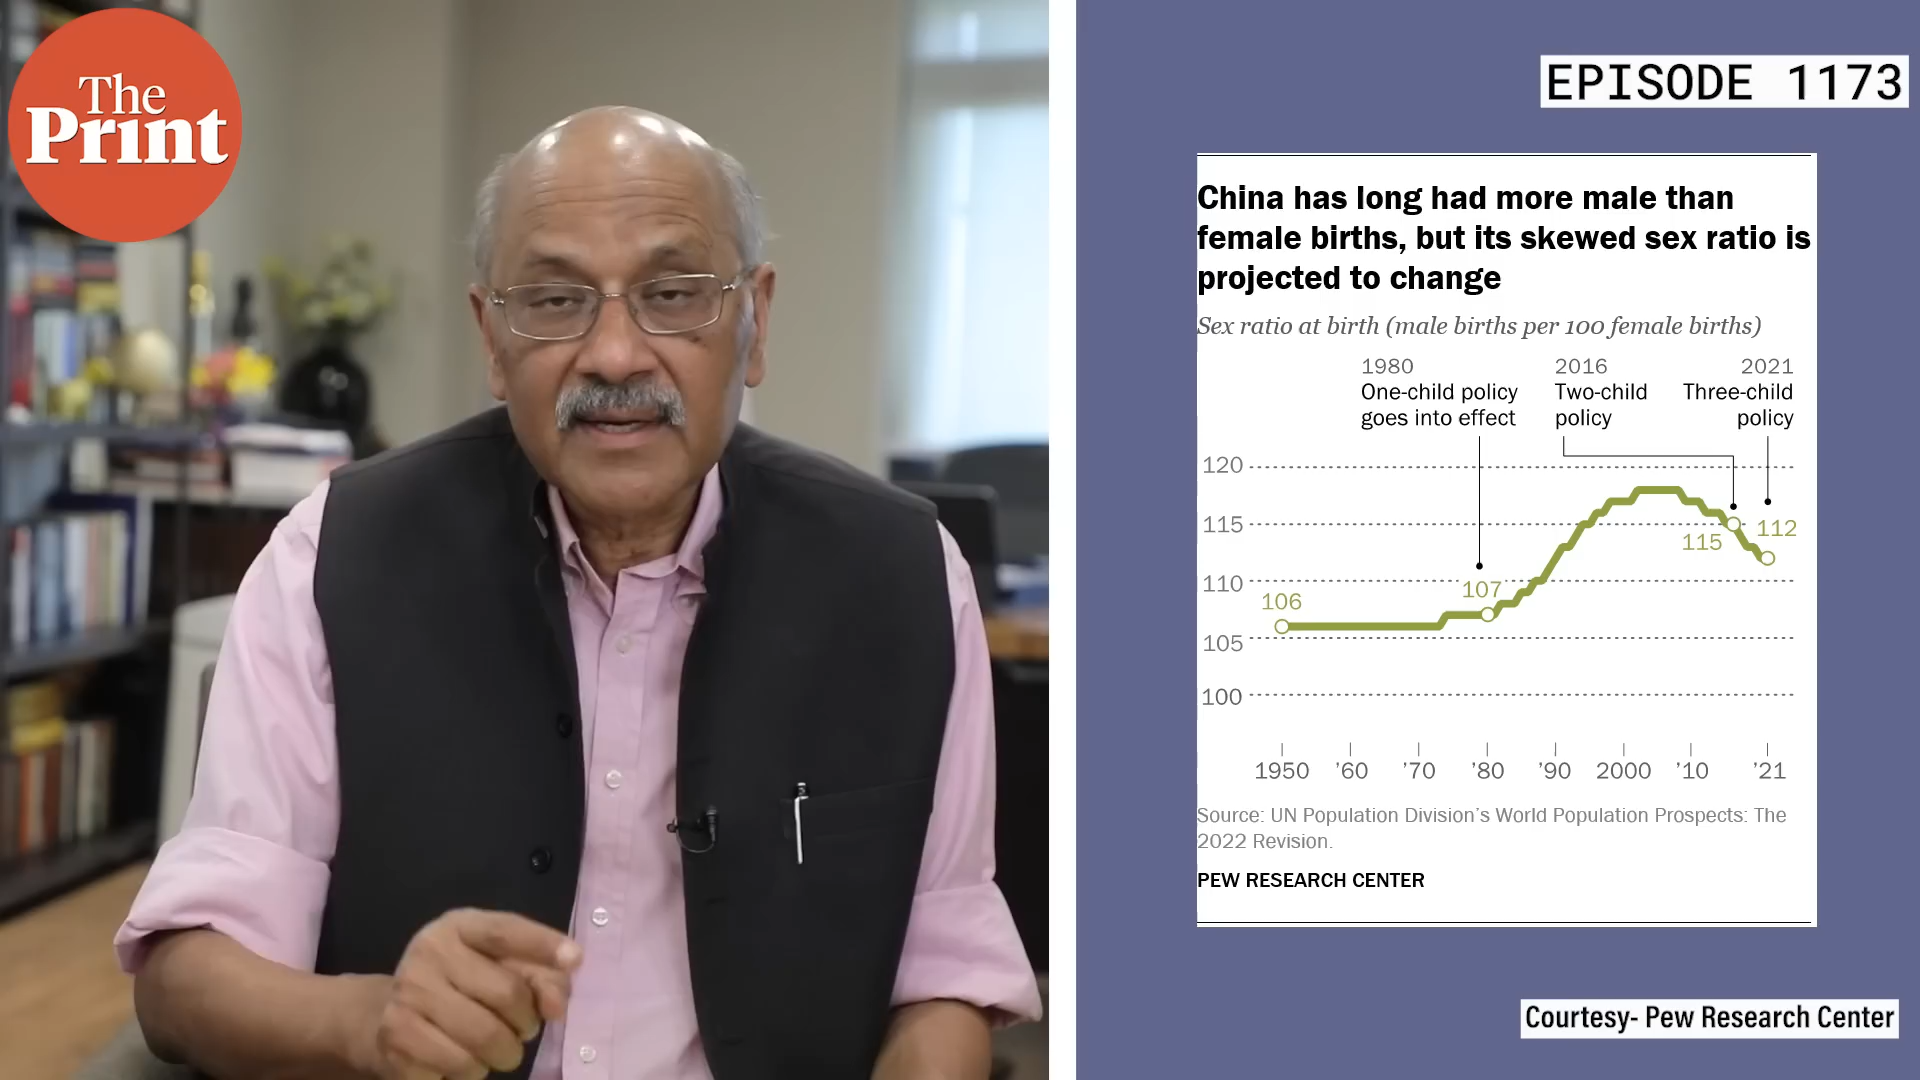 The
Print
EPISODE 1173
China has long had more male than
female births, but its skewed sex ratio is
projected to change
Sex ratio at birth (male births per 100 female births)
1980
One-child policy
goes into effect
2016
Two-child
policy
2021
Three-child
policy
120
115
110
105
100
106
107
115
112
1950 ’60 ’70 ’80 ’90 2000 ’10 ’21
Source: UN Population Division’s World Population Prospects: The
2022 Revision.
PEW RESEARCH CENTER
Courtesy- Pew Research Center